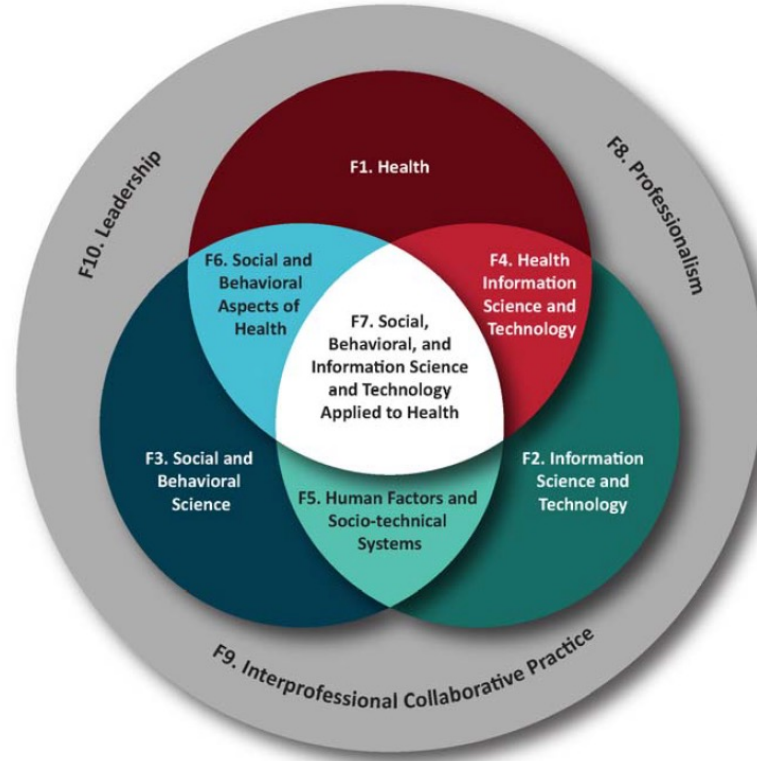 F1. Health
F10. Leadership
F8. Professionalism
F6. Social and
Behavioral
Aspects of
Health
F4. Health
Information
Science and
Technology
F7. Social,
Behavioral, and
Information Science
and Technology
Applied to Health
F3. Social and
Behavioral
Science
F2. Information
Science and
Technology
F5. Human Factors and
Socio-technical
Systems
F9. Interprofessional Collaborative Practice